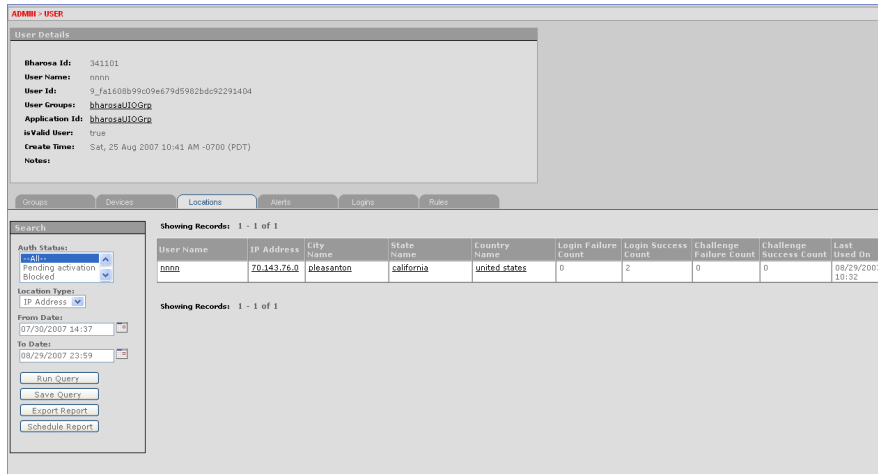 ADMIN > USER
User Details
Bharosa Id: 341101
User Name: nnnn
User Id: 9_fa1608b99c09e679d5982bdc92291404
User Groups: bharosaUIOGrp
Application Id: bharosaUIOGrp
isValid User: true
Create Time: Sat, 25 Aug 2007 10:41 AM -0700 (PDT)
Notes:
Groups Devices Locations Alerts Logins Rules
Search
Auth Status:
--All--
Pending activation
Blocked
Location Type:
IP Address
From Date:
07/30/2007 14:37
To Date:
08/29/2007 23:59
Run Query
Save Query
Export Report
Schedule Report
Showing Records: 1 - 1 of 1
User Name IP Address City Name State Name Country Name Login Failure Count Login Success Count Challenge Failure Count Challenge Success Count Last Used On
nnnn 70.143.76.0 pleasanton california united states 0 2 0 0 08/29/2007 10:32
Showing Records: 1 - 1 of 1